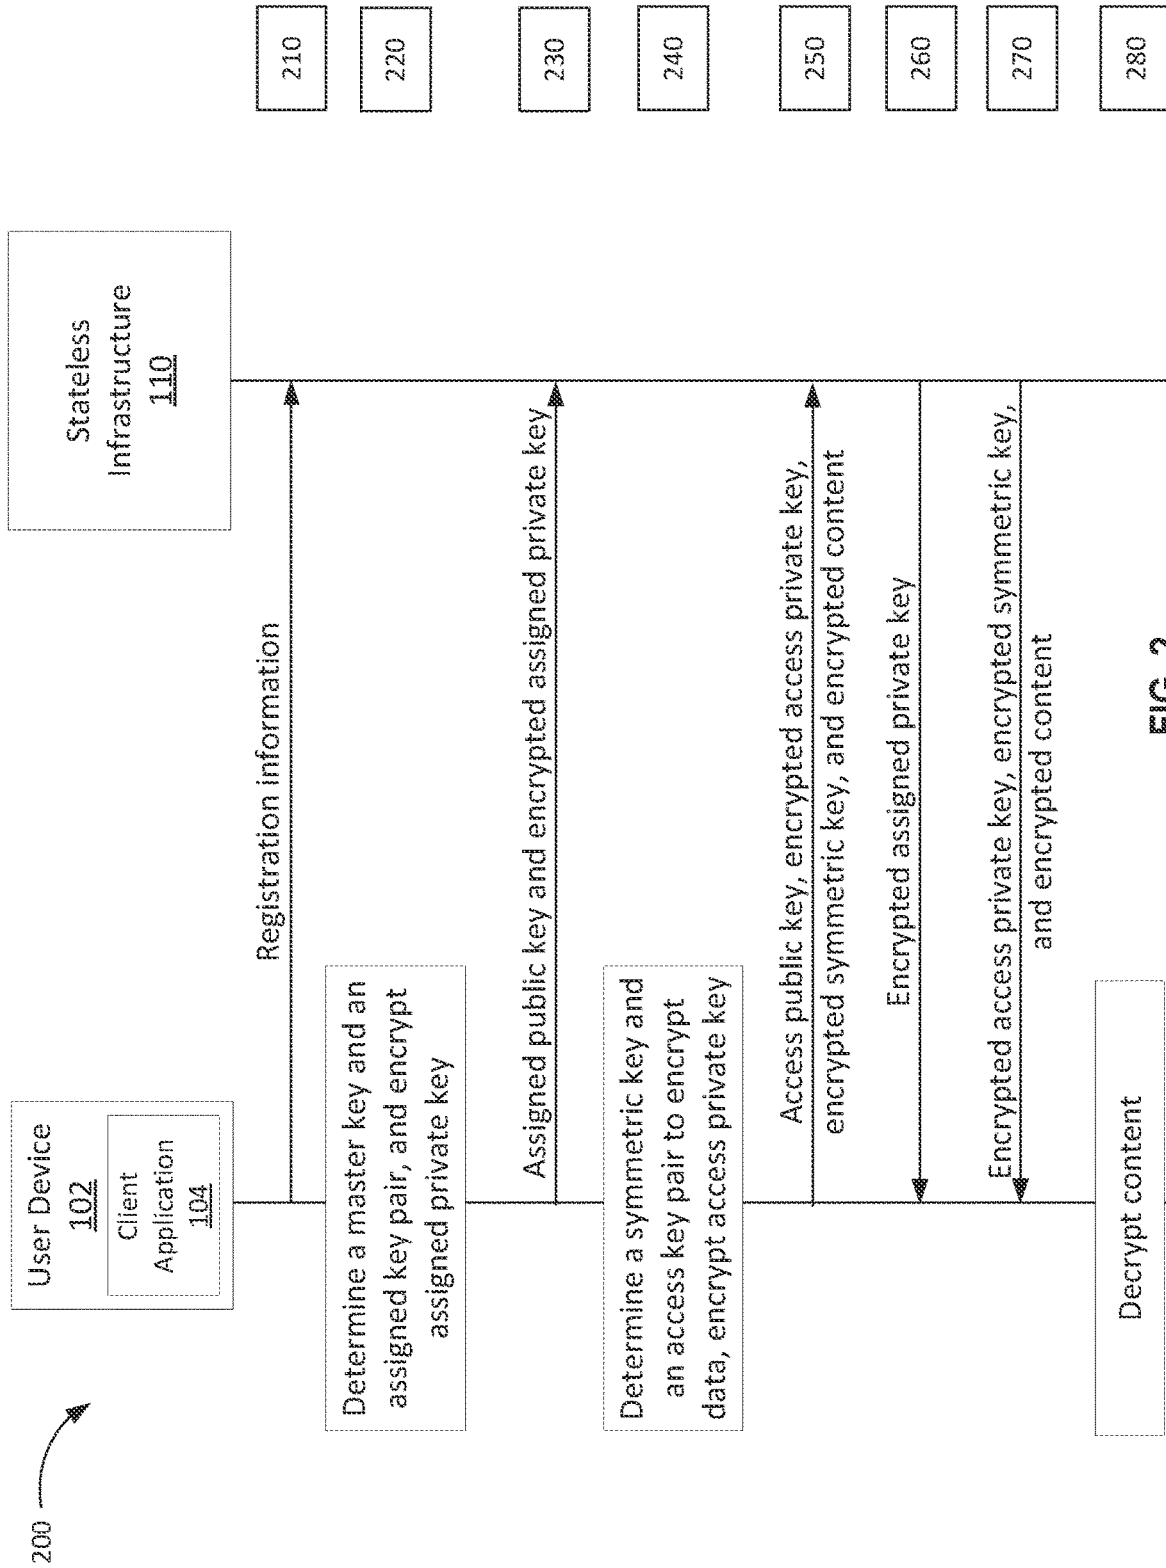 200
User Device
102
Client
Application
104
Stateless
Infrastructure
110
Registration information
210
Determine a master key and an
assigned key pair, and encrypt
assigned private key
220
Assigned public key and encrypted assigned private key
230
Determine a symmetric key and
an access key pair to encrypt
data, encrypt access private key
240
Access public key, encrypted access private key,
encrypted symmetric key, and encrypted content
250
Encrypted assigned private key
260
Encrypted access private key, encrypted symmetric key,
and encrypted content
270
Decrypt content
280
FIG. 2